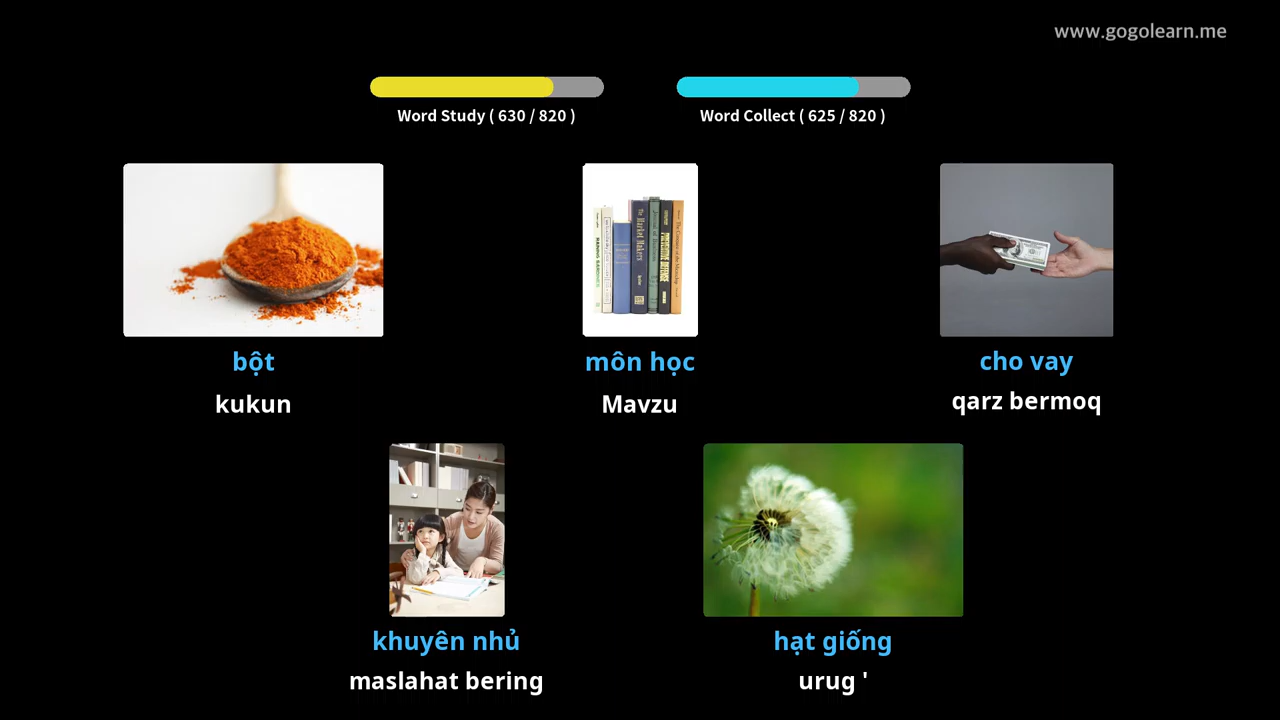 www.gogolearn.me
Word Study ( 630 / 820 )
Word Collect ( 625 / 820 )
bột
kukun
môn học
Mavzu
cho vay
qarz bermoq
khuyên nhủ
maslahat bering
hạt giống
urug '